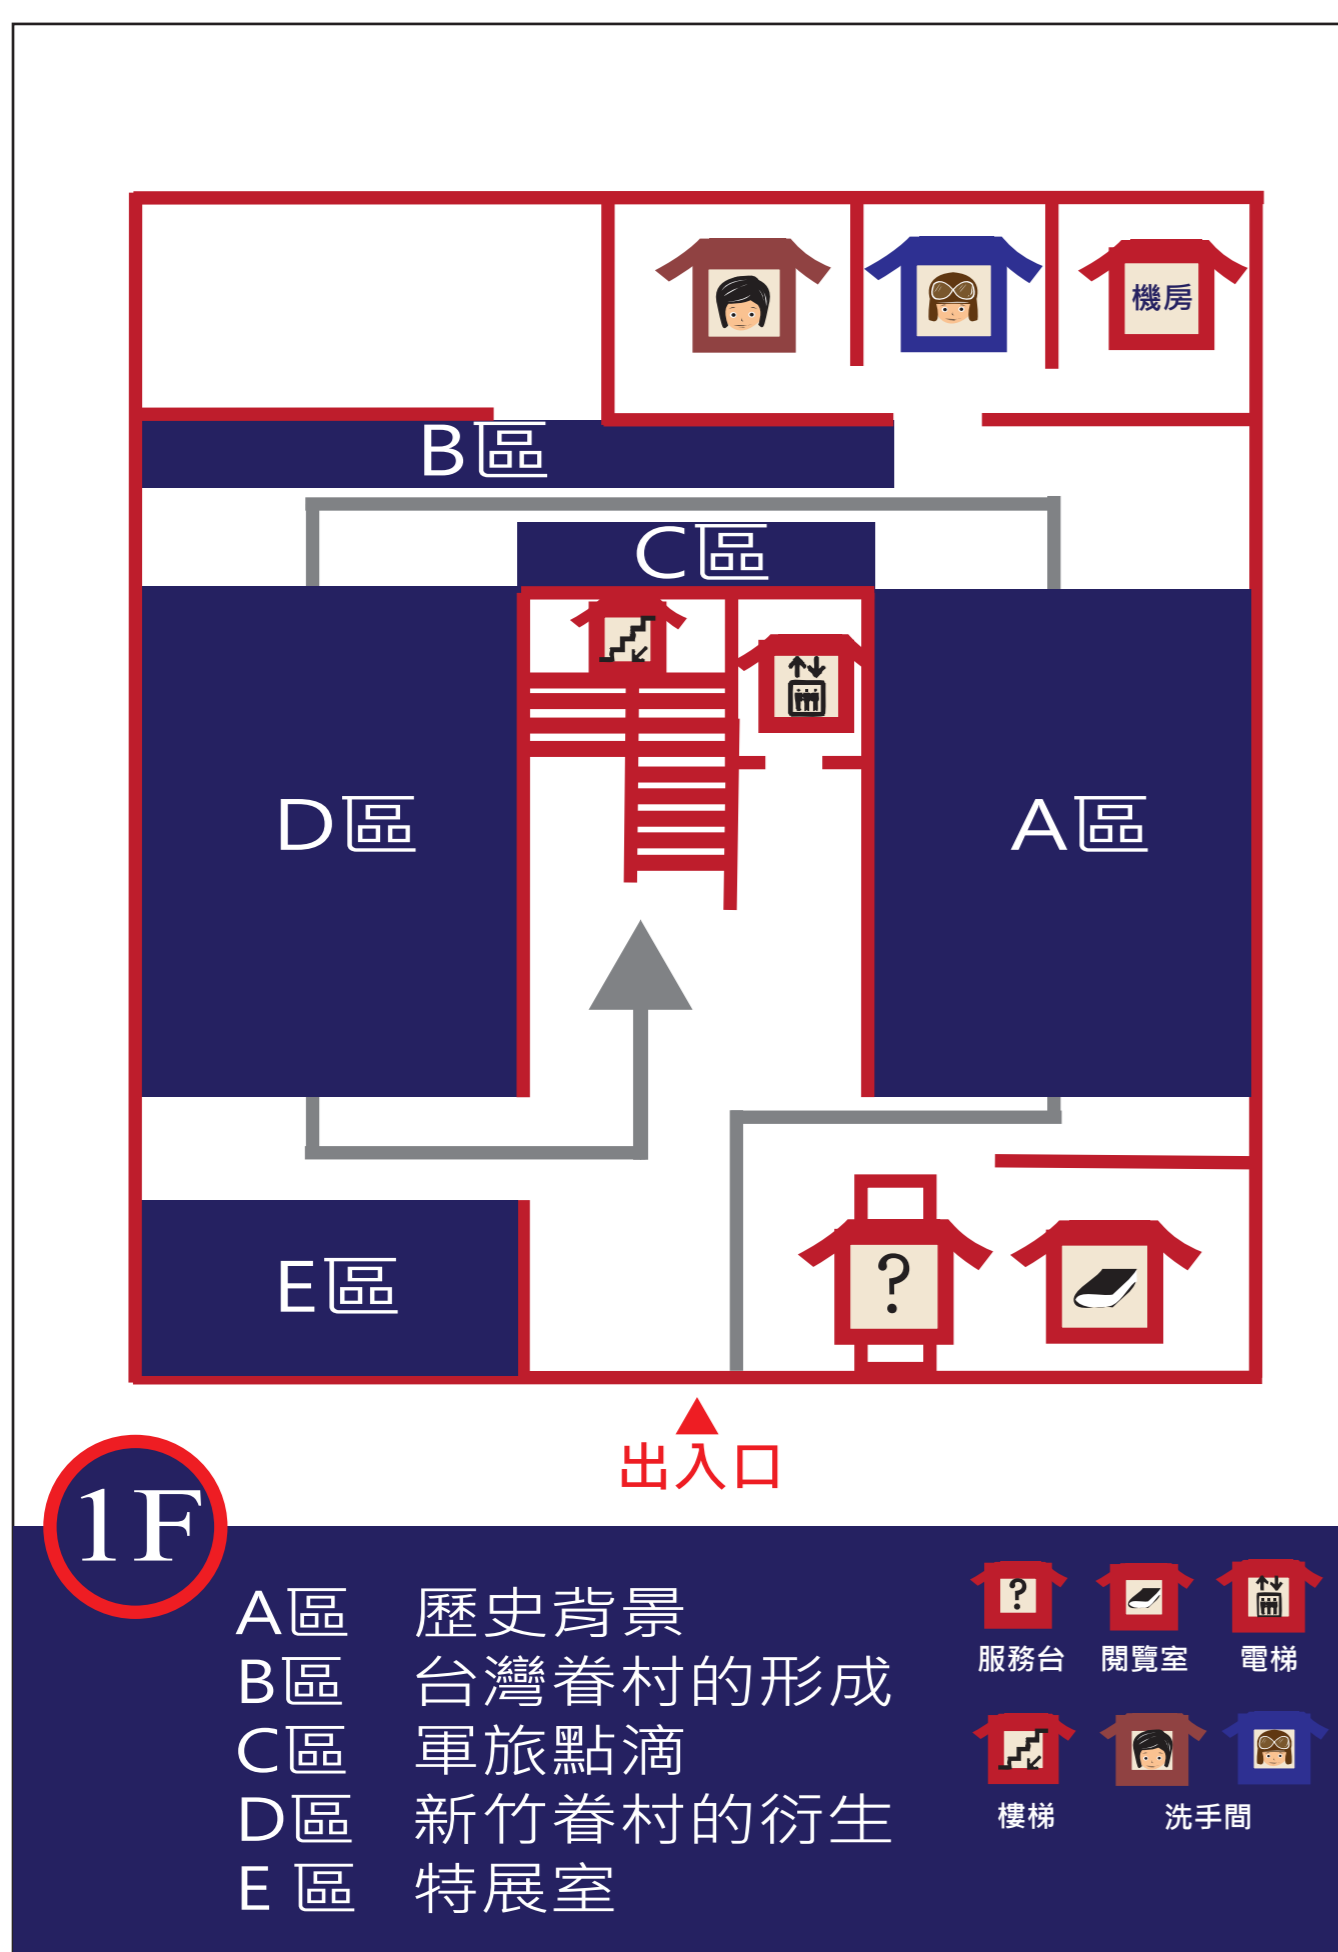 機房
B區
C區
D區
A區
?
E區
出入口
1F
A區 歷史背景
B區 台灣眷村的形成
C區 軍旅點滴
D區 新竹眷村的衍生
E 區 特展室
?
服務台 閱覽室 電梯
樓梯 洗手間